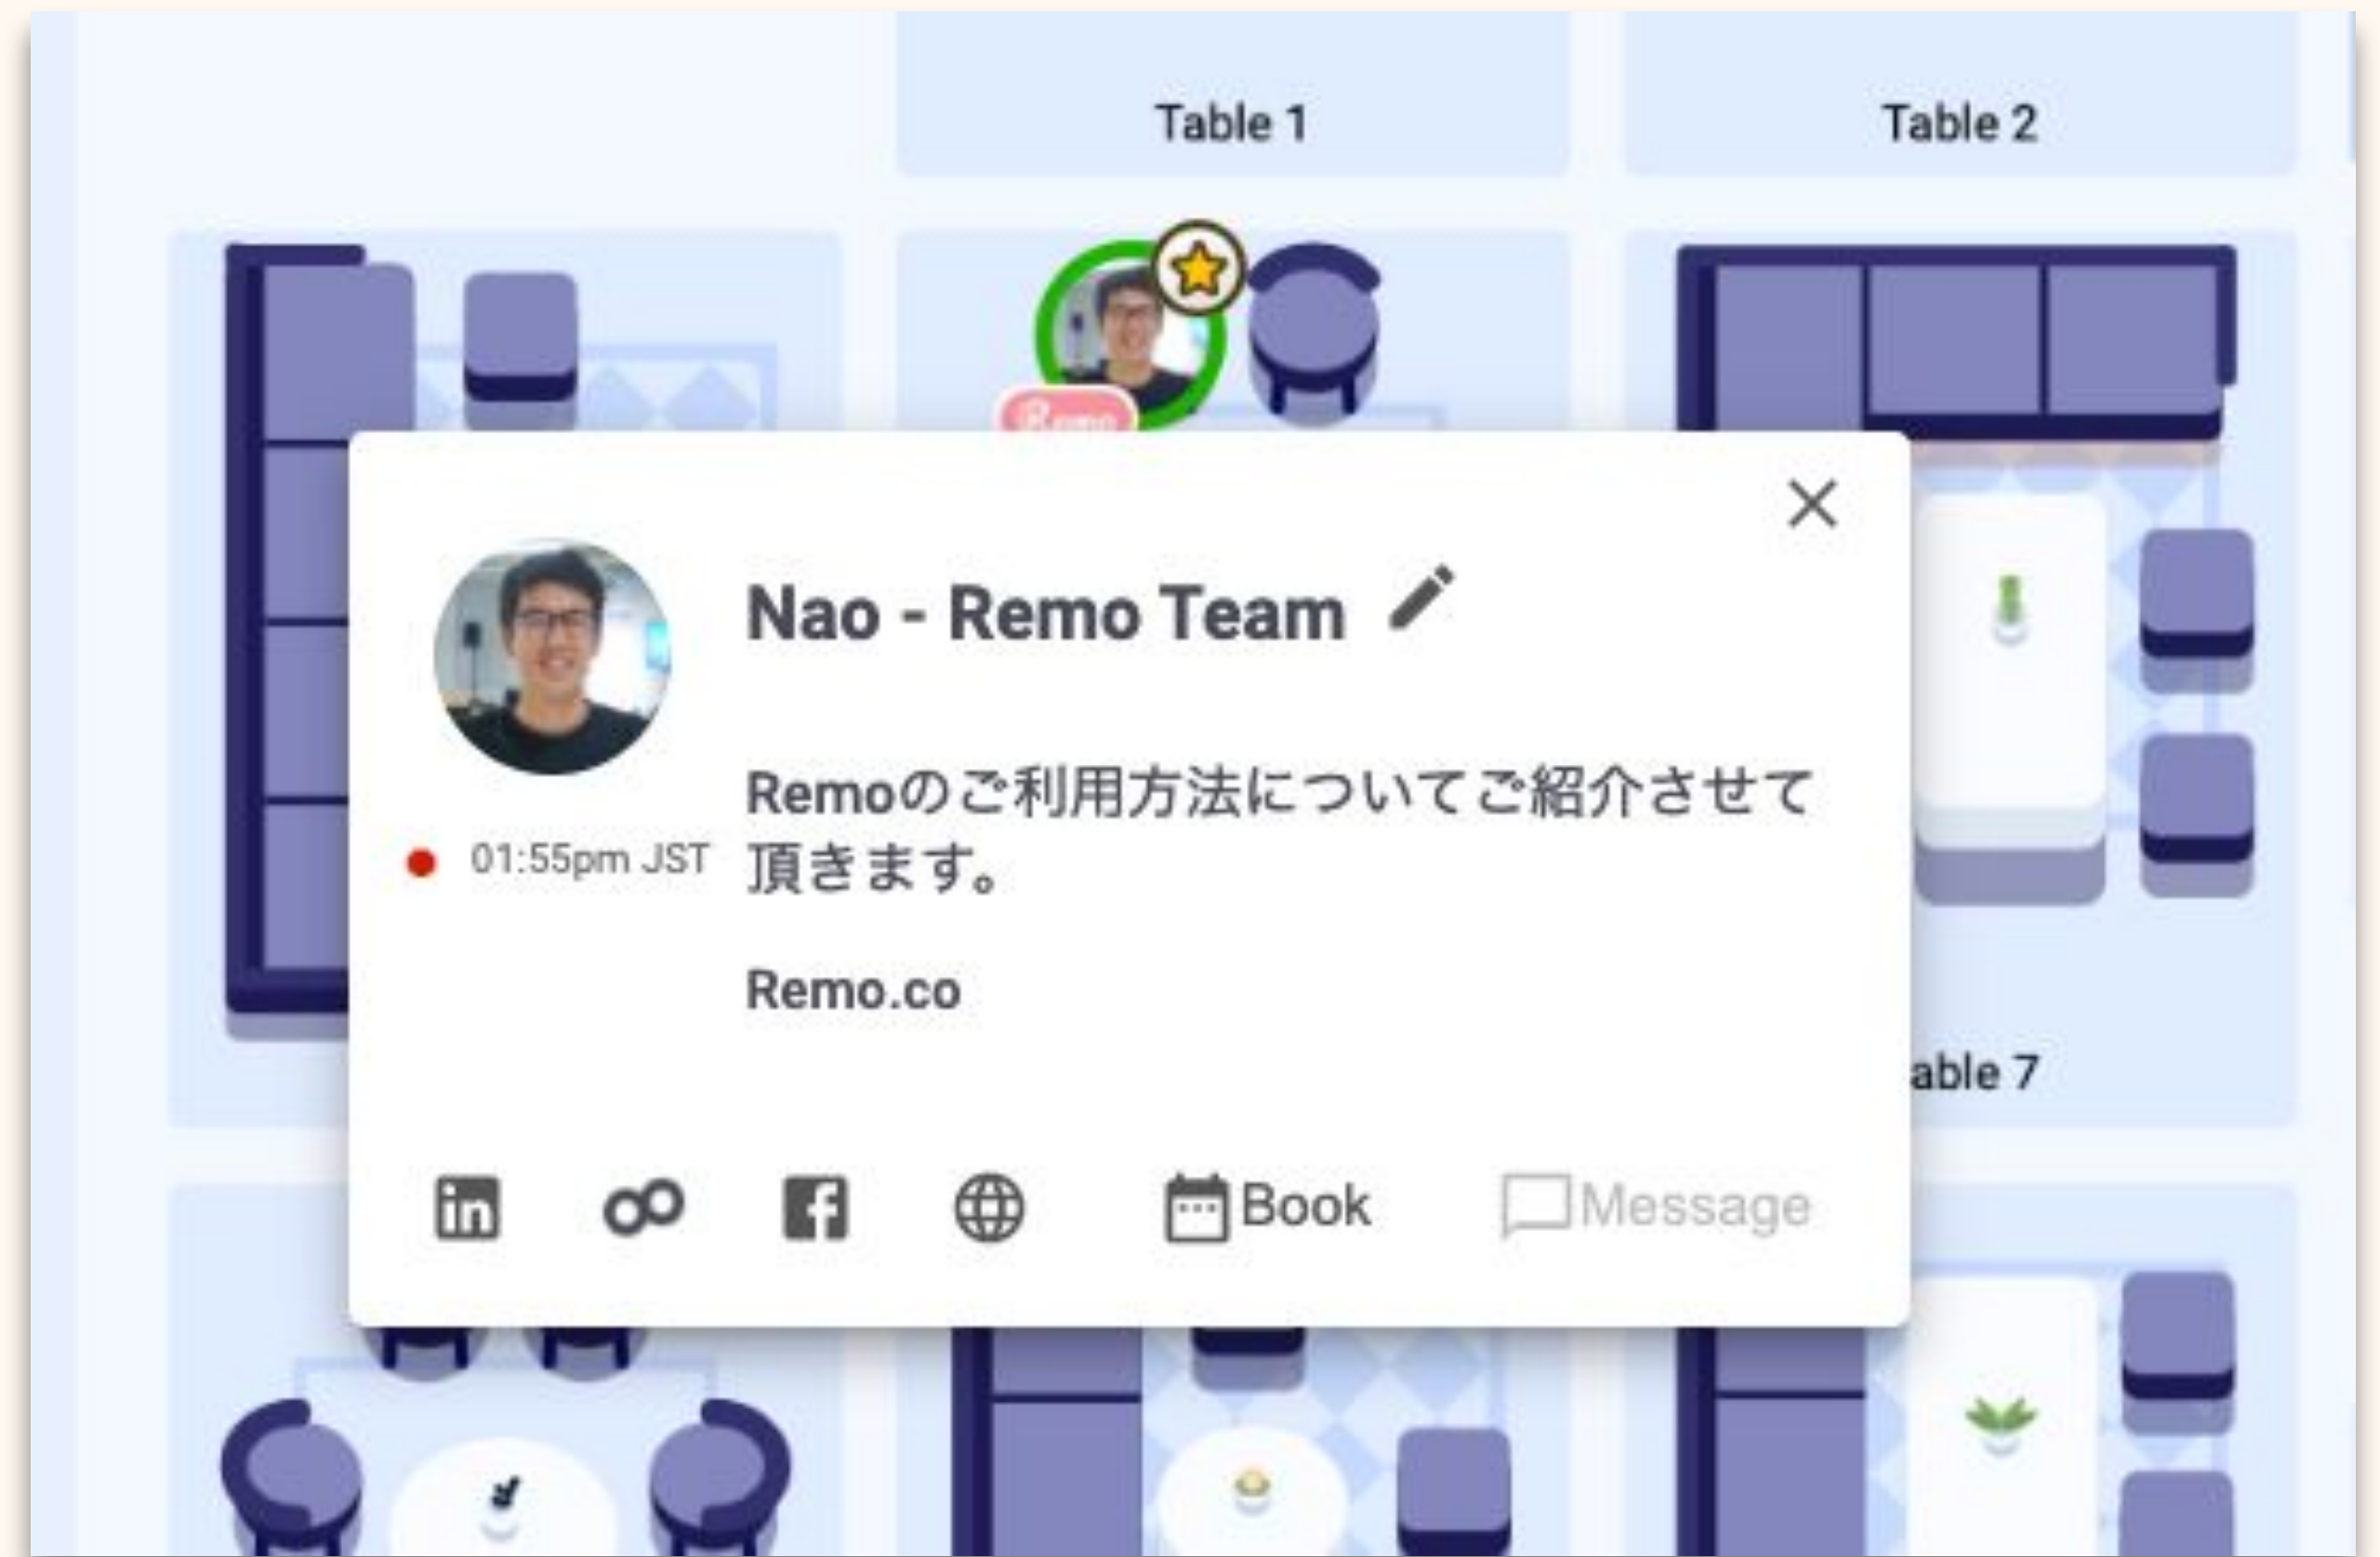 Table 1
Table 2
Remo
Nao - Remo Team
Remoのご利用方法についてご紹介させて
頂きます。
01:55pm JST
Remo.co
able 7
in
Book
Message